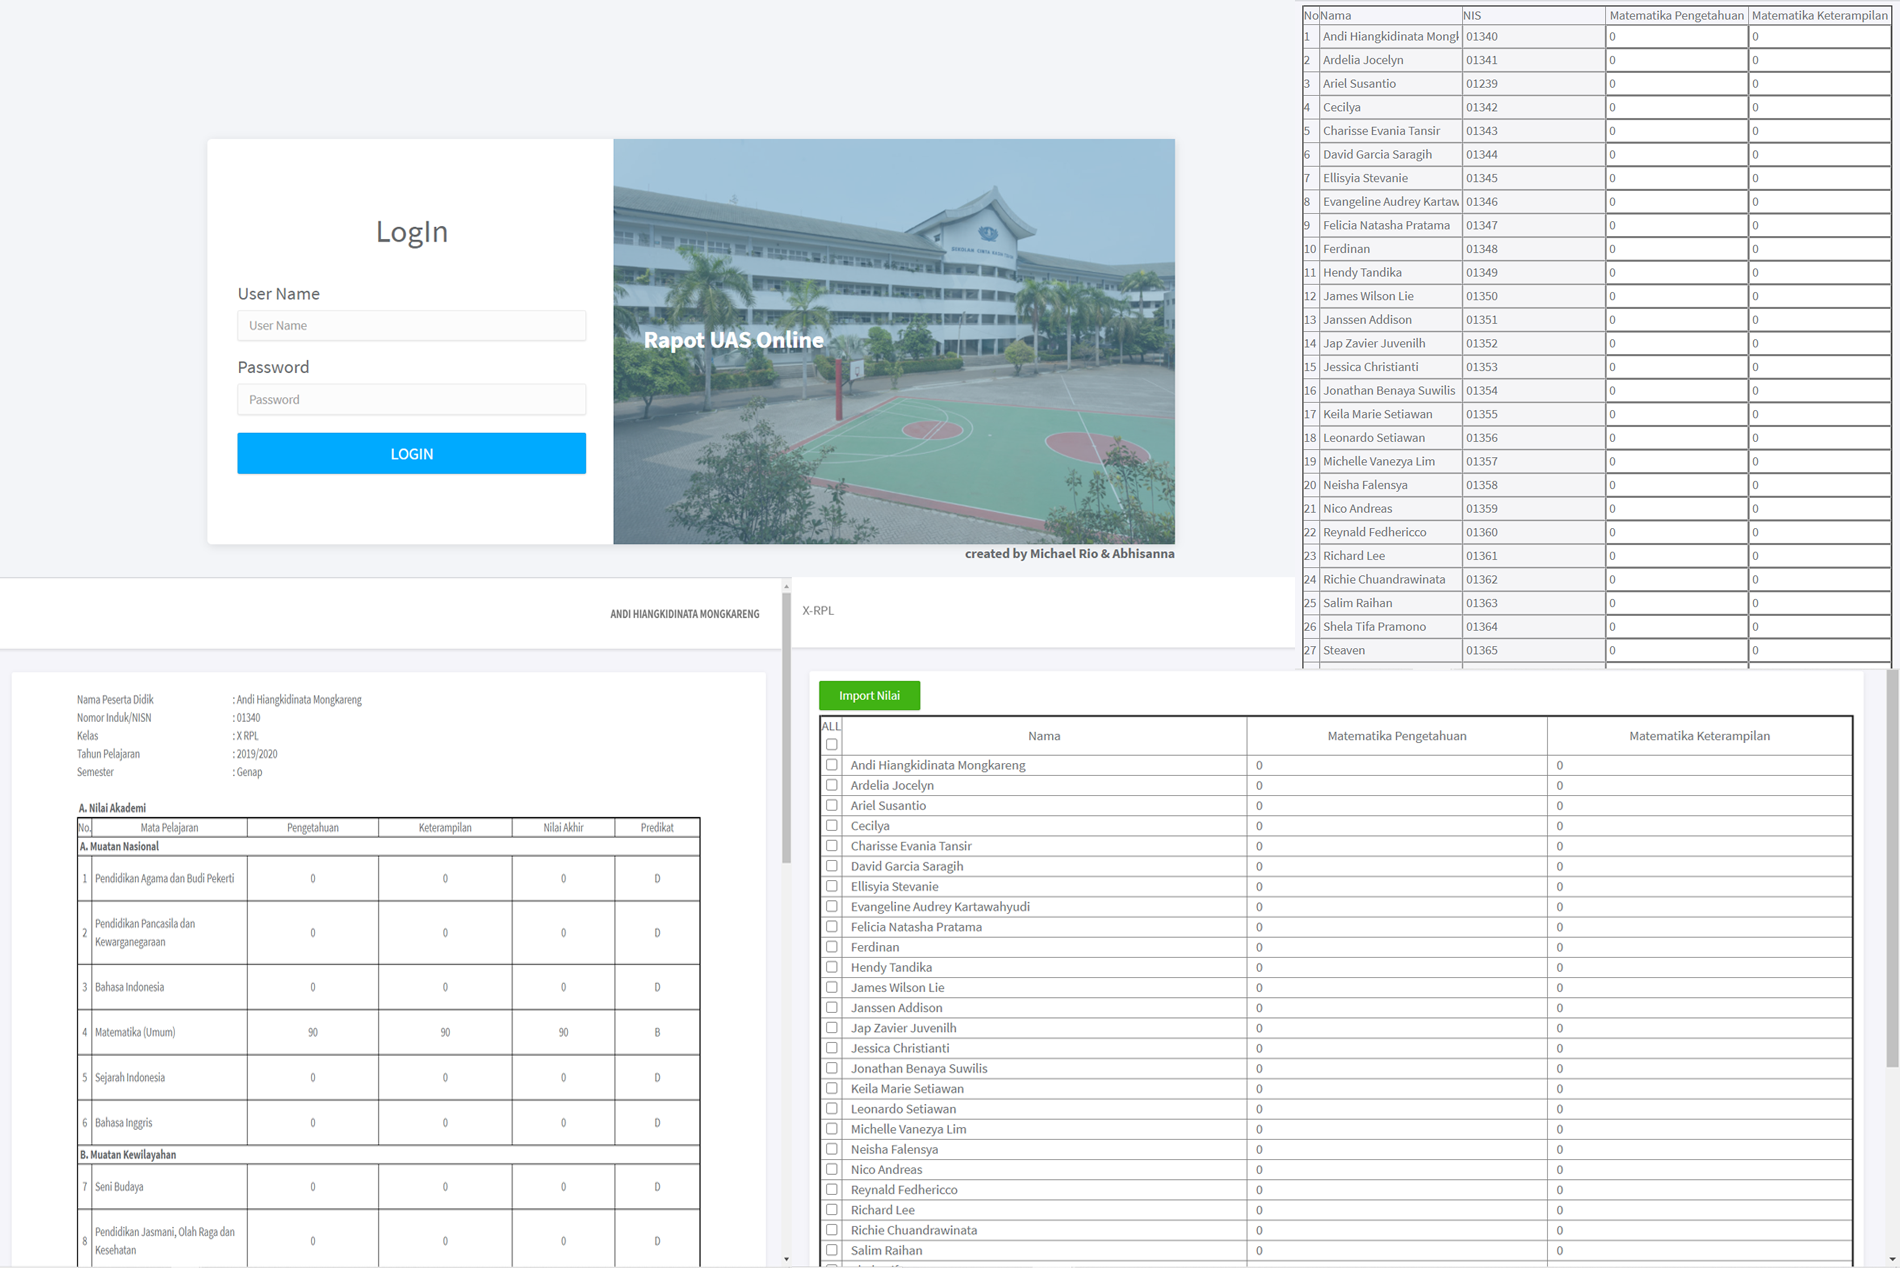 LogIn
User Name
User Name
Password
Password
LOGIN
Rapot UAS Online
created by Michael Rio & Abhisanna
No Nama NIS Matematika Pengetahuan Matematika Keterampilan
1 Andi Hiangkidinata Mongk 01340 0 0
2 Ardelia Jocelyn 01341 0 0
3 Ariel Susantio 01239 0 0
4 Cecilya 01342 0 0
5 Charisse Evania Tansir 01343 0 0
6 David Garcia Saragih 01344 0 0
7 Ellisyia Stevanie 01345 0 0
8 Evangeline Audrey Kartaw 01346 0 0
9 Felicia Natasha Pratama 01347 0 0
10 Ferdinan 01348 0 0
11 Hendy Tandika 01349 0 0
12 James Wilson Lie 01350 0 0
13 Janssen Addison 01351 0 0
14 Jap Zavier Juvenilh 01352 0 0
15 Jessica Christianti 01353 0 0
16 Jonathan Benaya Suwilis 01354 0 0
17 Keila Marie Setiawan 01355 0 0
18 Leonardo Setiawan 01356 0 0
19 Michelle Vanezya Lim 01357 0 0
20 Neisha Falensya 01358 0 0
21 Nico Andreas 01359 0 0
22 Reynald Fedhericco 01360 0 0
23 Richard Lee 01361 0 0
24 Richie Chuandrawinata 01362 0 0
25 Salim Raihan 01363 0 0
26 Shela Tifa Pramono 01364 0 0
27 Steaven 01365 0 0
ANDI HIANGKIDINATA MONGKARENG
Nama Peserta Didik : Andi Hiangkidinata Mongkareng
Nomor Induk/NISN : 01340
Kelas : X RPL
Tahun Pelajaran : 2019/2020
Semester : Genap
A. Nilai Akademi
No. Mata Pelajaran Pengetahuan Keterampilan Nilai Akhir Predikat
A. Muatan Nasional
1 Pendidikan Agama dan Budi Pekerti 0 0 0 D
2 Pendidikan Pancasila dan
Kewarganegaraan 0 0 0 D
3 Bahasa Indonesia 0 0 0 D
4 Matematika (Umum) 90 90 90 B
5 Sejarah Indonesia 0 0 0 D
6 Bahasa Inggris 0 0 0 D
B. Muatan Kewilayahan
7 Seni Budaya 0 0 0 D
8 Pendidikan Jasmani, Olah Raga dan
Kesehatan 0 0 0 D
X-RPL
Import Nilai
ALL Nama Matematika Pengetahuan Matematika Keterampilan
Andi Hiangkidinata Mongkareng 0 0
Ardelia Jocelyn 0 0
Ariel Susantio 0 0
Cecilya 0 0
Charisse Evania Tansir 0 0
David Garcia Saragih 0 0
Ellisyia Stevanie 0 0
Evangeline Audrey Kartawahyudi 0 0
Felicia Natasha Pratama 0 0
Ferdinan 0 0
Hendy Tandika 0 0
James Wilson Lie 0 0
Janssen Addison 0 0
Jap Zavier Juvenilh 0 0
Jessica Christianti 0 0
Jonathan Benaya Suwilis 0 0
Keila Marie Setiawan 0 0
Leonardo Setiawan 0 0
Michelle Vanezya Lim 0 0
Neisha Falensya 0 0
Nico Andreas 0 0
Reynald Fedhericco 0 0
Richard Lee 0 0
Richie Chuandrawinata 0 0
Salim Raihan 0 0